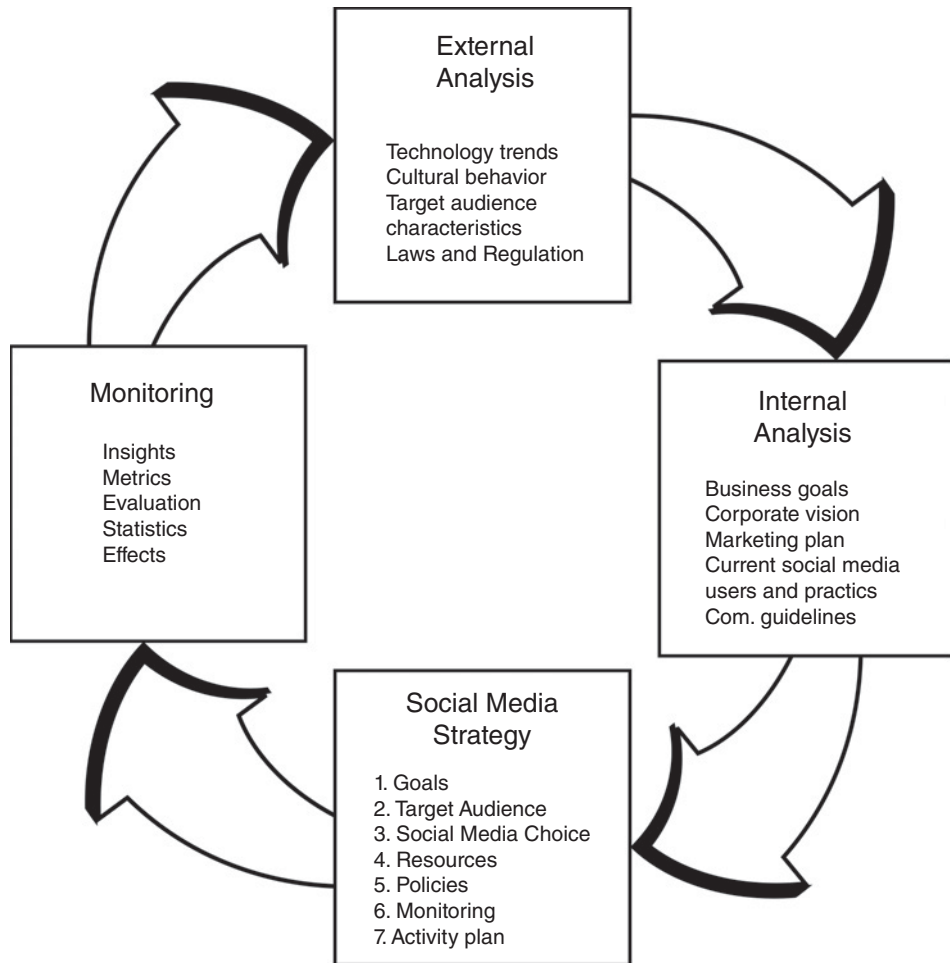 External
Analysis
Technology trends
Cultural behavior
Target audience
characteristics
Laws and Regulation
Internal
Analysis
Business goals
Corporate vision
Marketing plan
Current social media
users and practics
Com. guidelines
Social Media
Strategy
1. Goals
2. Target Audience
3. Social Media Choice
4. Resources
5. Policies
6. Monitoring
7. Activity plan
Monitoring
Insights
Metrics
Evaluation
Statistics
Effects